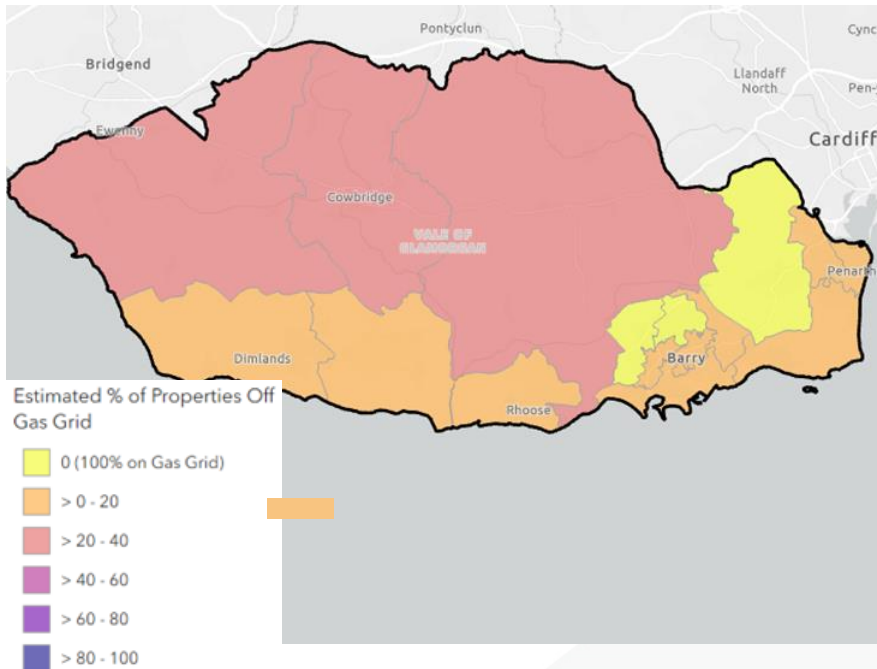 Pontyclun
Cync
Bridgend
Llandaff
North
Pen-y
Ewenny
Cardiff
Cowbridge
VALE OF
GLAMORGAN
Penarth
Dimlands
Barry
Rhoose
Estimated % of Properties Off
Gas Grid
0 (100% on Gas Grid)
> 0 - 20
> 20 - 40
> 40 - 60
> 60 - 80
> 80 - 100